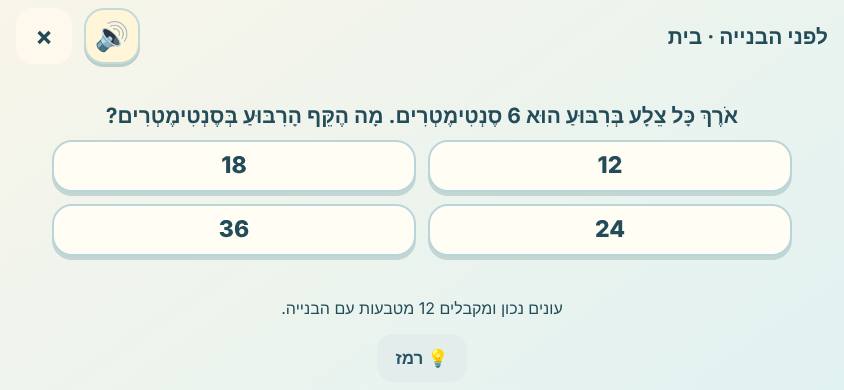 לפני הבנייה · בית
אֹרֶךְ כָּל צֵלָע בְּרִבּוּעַ הוּא 6 סֶנְטִימֶטְרִים. מָה הֶקֵּף הָרִבּוּעַ בְּסֶנְטִימֶטְרִים?
12
18
24
36
עונים נכון ומקבלים 12 מטבעות עם הבנייה.
רמז